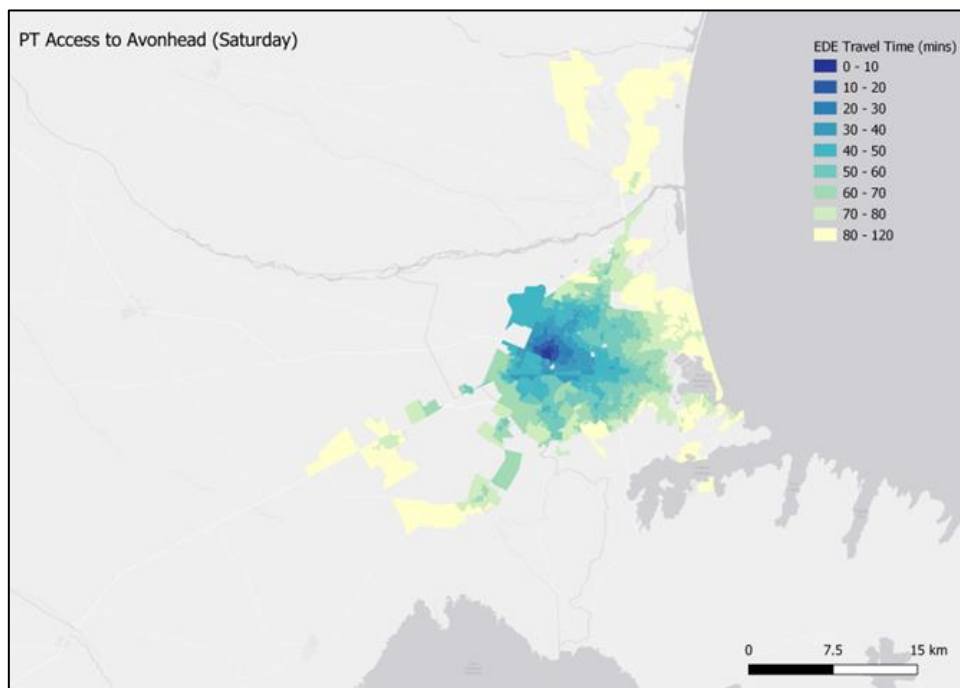 PT Access to Avonhead (Saturday)
EDE Travel Time (mins)
0 - 10
10 - 20
20 - 30
30 - 40
40 - 50
50 - 60
60 - 70
70 - 80
80 - 120
0 7.5 15 km